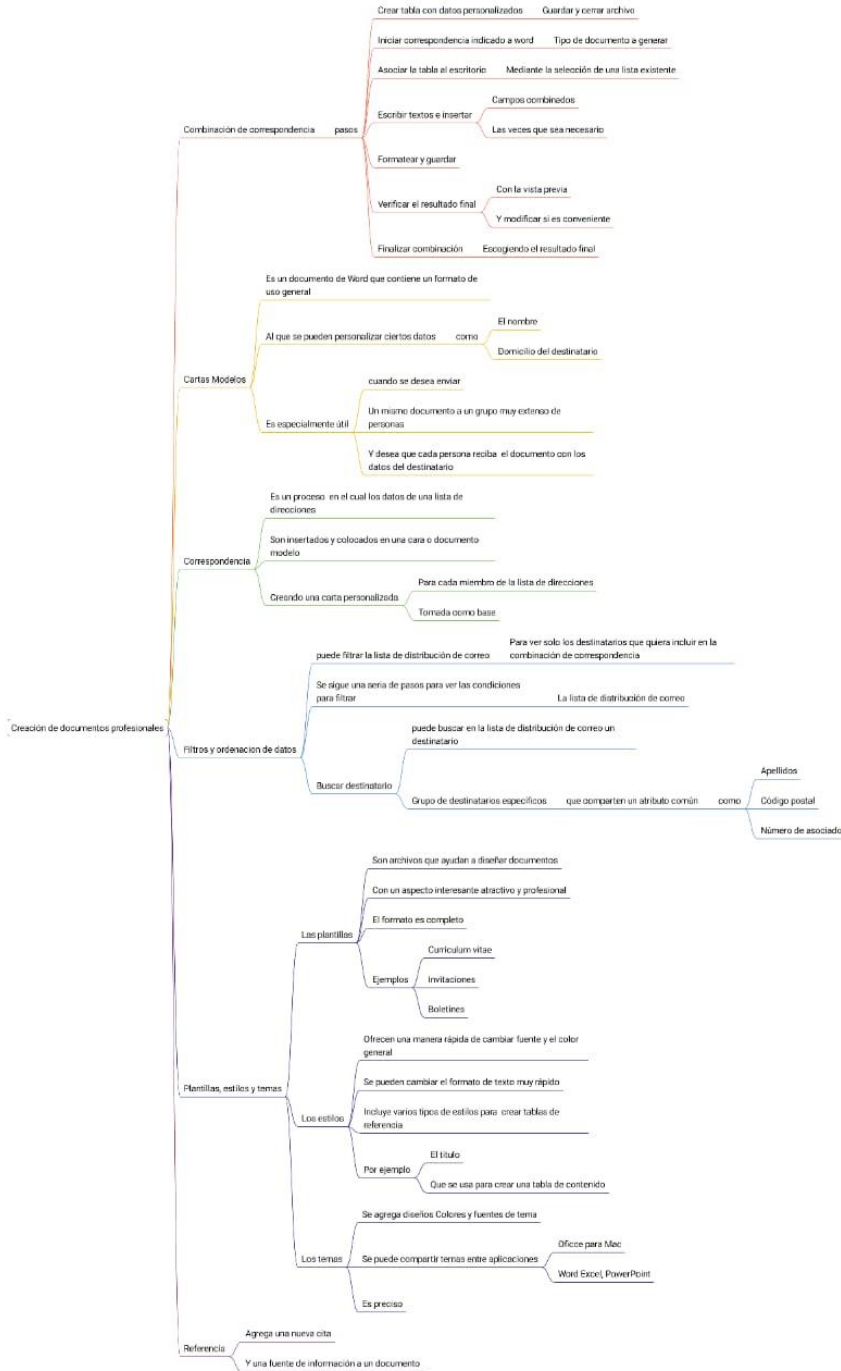 Creación de documentos profesionales
Combinación de correspondencia
pasos
Crear tabla con datos personalizados
Guardar y cerrar archivo
Iniciar correspondencia indicado a word
Tipo de documento a generar
Asociar la tabla al escritorio
Mediante la selección de una lista existente
Escribir textos e insertar
Campos combinados
Las veces que sea necesario
Formatear y guardar
Verificar el resultado final
Con la vista previa
Y modificar si es conveniente
Finalizar combinación
Escogiendo el resultado final
Cartas Modelos
Es un documento de Word que contiene un formato de
uso general
Al que se pueden personalizar ciertos datos
como
El nombre
Domicilio del destinatario
Es especialmente útil
cuando se desea enviar
Un mismo documento a un grupo muy extenso de
personas
Y desea que cada persona reciba el documento con los
datos del destinatario
Correspondencia
Es un proceso en el cual los datos de una lista de
direcciones
Son insertados y colocados en una cara o documento
modelo
Creando una carta personalizada
Para cada miembro de la lista de direcciones
Tomada como base
Filtros y ordenacion de datos
puede filtrar la lista de distribución de correo
Para ver solo los destinatarios que quiera incluir en la
combinación de correspondencia
Se sigue una seria de pasos para ver las condiciones
para filtrar
La lista de distribución de correo
Buscar destinatario
puede buscar en la lista de distribución de correo un
destinatario
Grupo de destinatarios específicos
que comparten un atributo común
como
Apellidos
Código postal
Número de asociado
Plantillas, estilos y temas
Las plantillas
Son archivos que ayudan a diseñar documentos
Con un aspecto interesante atractivo y profesional
El formato es completo
Ejemplos
Curriculum vitae
Invitaciones
Boletines
Los estilos
Ofrecen una manera rápida de cambiar fuente y el color
general
Se pueden cambiar el formato de texto muy rápido
Incluye varios tipos de estilos para crear tablas de
referencia
Por ejemplo
El titulo
Que se usa para crear una tabla de contenido
Los temas
Se agrega diseños Colores y fuentes de tema
Se puede compartir temas entre aplicaciones
Oficce para Mac
Word Excel, PowerPoint
Es preciso
Referencia
Agrega una nueva cita
Y una fuente de información a un documento